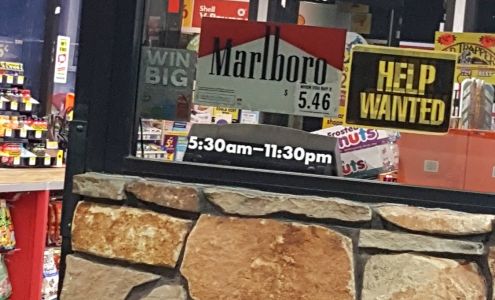 Shell
WIN
BIG
Marlboro
$ 5.46
HELP
WANTED
5:30am–11:30pm
Frosted
nuts